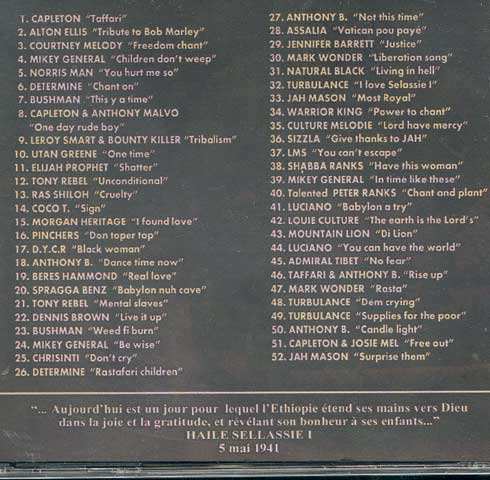 1. CAPLETON "Taffari"
2. ALTON ELLIS "Tribute to Bob Marley"
3. COURTNEY MELODY "Freedom chant"
4. MIKEY GENERAL "Children don't weep"
5. NORRIS MAN "You hurt me so"
6. DETERMINE "Chant on"
7. BUSHMAN "This y a time"
8. CAPLETON & ANTHONY MALVO
"One day rude boy"
9. LEROY SMART & BOUNTY KILLER "Tribalism"
10. UTAN GREENE "One time"
11. ELIJAH PROPHET "Shatter"
12. TONY REBEL "Unconditional"
13. RAS SHILOH "Cruelty"
14. COCO T. "Sign"
15. MORGAN HERITAGE "I found love"
16. PINCHERS "Don toper top"
17. D.Y.C.R "Black woman"
18. ANTHONY B. "Dance time now"
19. BERES HAMMOND "Real love"
20. SPRAGGA BENZ "Babylon nuh cave"
21. TONY REBEL "Mental slaves"
22. DENNIS BROWN "Live it up"
23. BUSHMAN "Weed fi burn"
24. MIKEY GENERAL "Be wise"
25. CHRISINTI "Don't cry"
26. DETERMINE "Rastafari children"
27. ANTHONY B. "Not this time"
28. ASSALIA "Vatican pou payé"
29. JENNIFER BARRETT "Justice"
30. MARK WONDER "Liberation song"
31. NATURAL BLACK "Living in hell"
32. TURBULANCE "I love Selassie I"
33. JAH MASON "Most Royal"
34. WARRIOR KING "Power to chant"
35. CULTURE MELODIE "Lord have mercy"
36. SIZZLA "Give thanks to JAH"
37. LMS "You can't escape"
38. SHABBA RANKS "Have this woman"
39. MIKEY GENERAL "In time like these"
40. Talented PETER RANKS "Chant and plant"
41. LUCIANO "Babylon a try"
42. LOUIE CULTURE "The earth is the Lord's"
43. MOUNTAIN LION "Di Lion"
44. LUCIANO "You can have the world"
45. ADMIRAL TIBET "No fear"
46. TAFFARI & ANTHONY B. "Rise up"
47. MARK WONDER "Rasta"
48. TURBULANCE "Dem crying"
49. TURBULANCE "Supplies for the poor"
50. ANTHONY B. "Candle light"
51. CAPLETON & JOSIE MEL "Free out"
52. JAH MASON "Surprise them"
"... Aujourd'hui est un jour pour lequel l'Ethiopie étend ses mains vers Dieu
dans la joie et la gratitude, et révélant son bonheur à ses enfants..."
HAILE SELLASSIE I
5 mai 1941